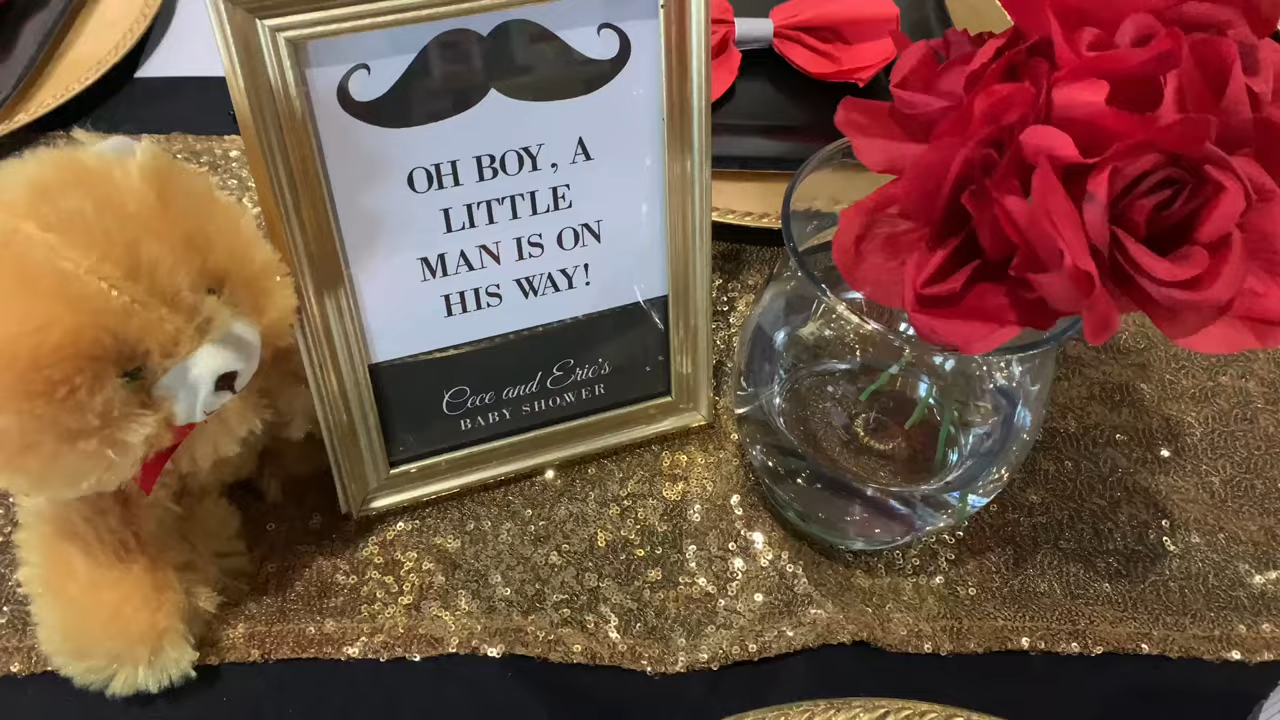 OH BOY, A
LITTLE
MAN IS ON
HIS WAY!
Cece and Eric's
BABY SHOWER